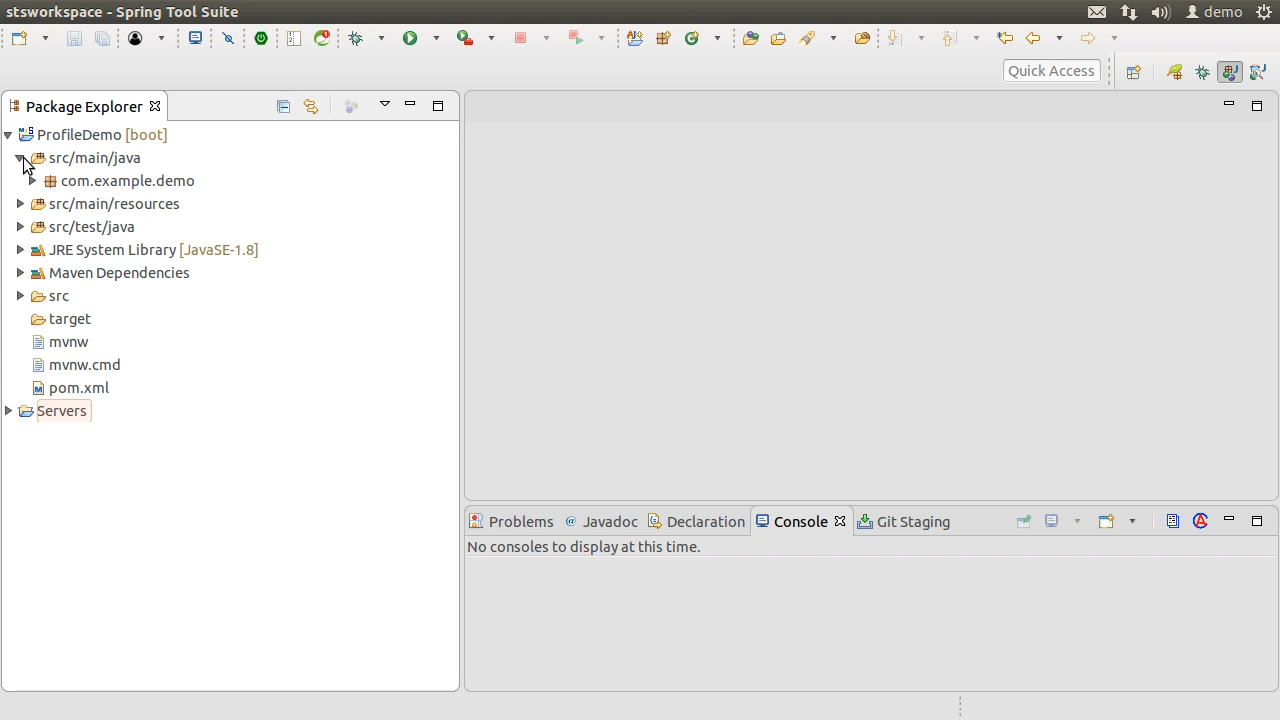 stsworkspace - Spring Tool Suite
demo
Quick Access
Package Explorer
ProfileDemo [boot]
src/main/java
com.example.demo
src/main/resources
src/test/java
JRE System Library [JavaSE-1.8]
Maven Dependencies
src
target
mvnw
mvnw.cmd
pom.xml
Servers
Problems @ Javadoc Declaration Console Git Staging
No consoles to display at this time.